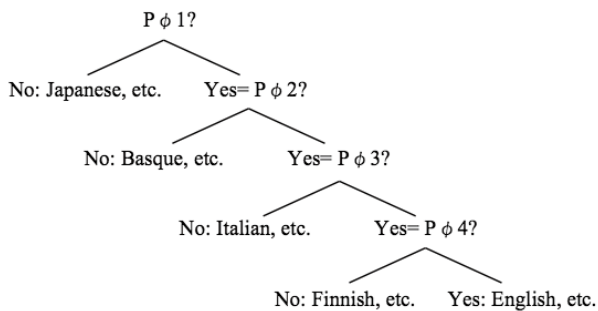 P ϕ 1?
No: Japanese, etc. Yes= P ϕ 2?
No: Basque, etc. Yes= P ϕ 3?
No: Italian, etc. Yes= P ϕ 4?
No: Finnish, etc. Yes: English, etc.